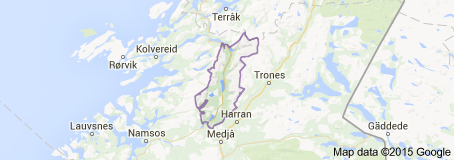 Terråk
Kolvereid
Rørvik
Trones
Harran
Lauvsnes
Namsos
Medjå
Gäddede
Map data ©2015 Google